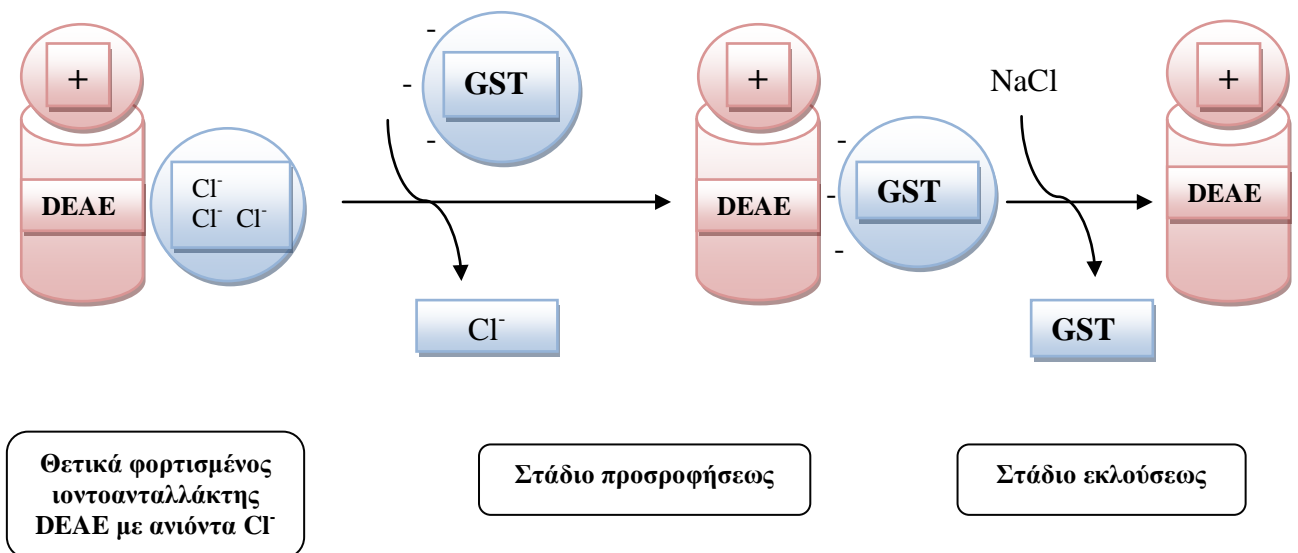 +
DEAE
Cl⁻
Cl⁻ Cl⁻
-
-
-
GST
Cl⁻
+
DEAE
-
-
-
GST
NaCl
GST
+
DEAE
Θετικά φορτισμένος
ιοντοανταλλάκτης
DEAE με ανιόντα Cl⁻
Στάδιο προσροφήσεως
Στάδιο εκλούσεως